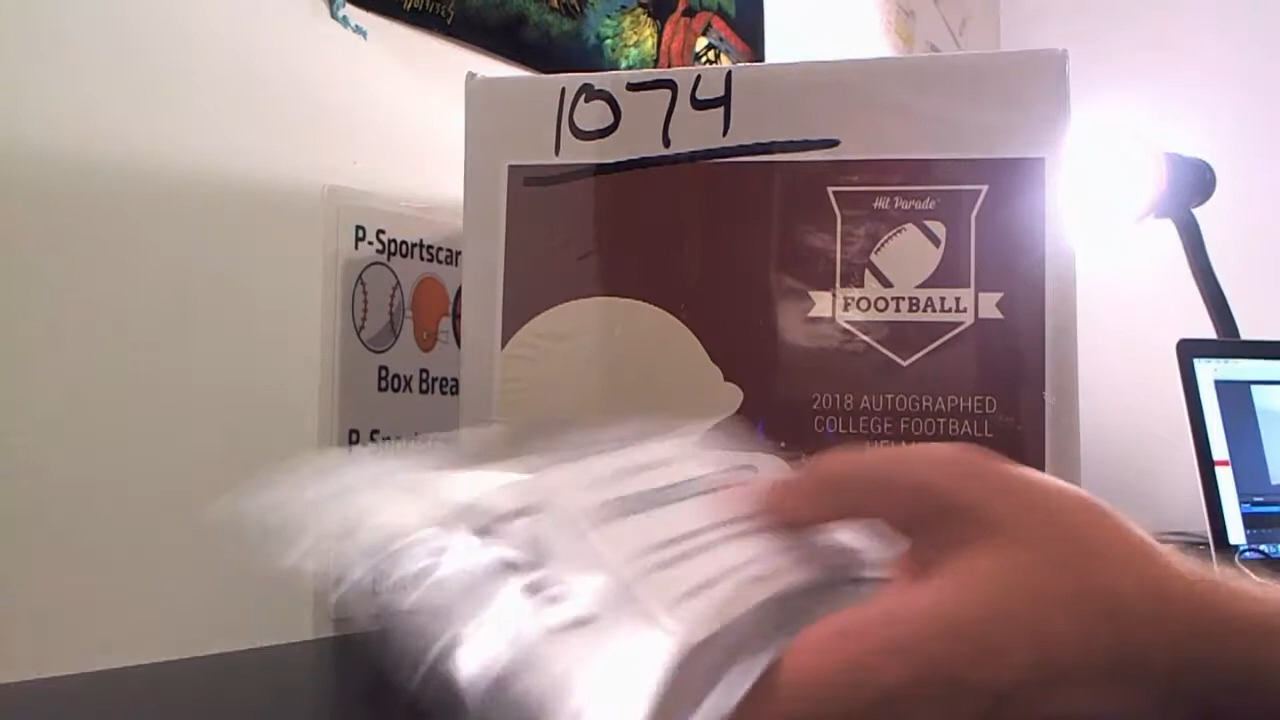 1074
Hit Parade
FOOTBALL
2018 AUTOGRAPHED
COLLEGE FOOTBALL
P-Sportscar
Box Brea